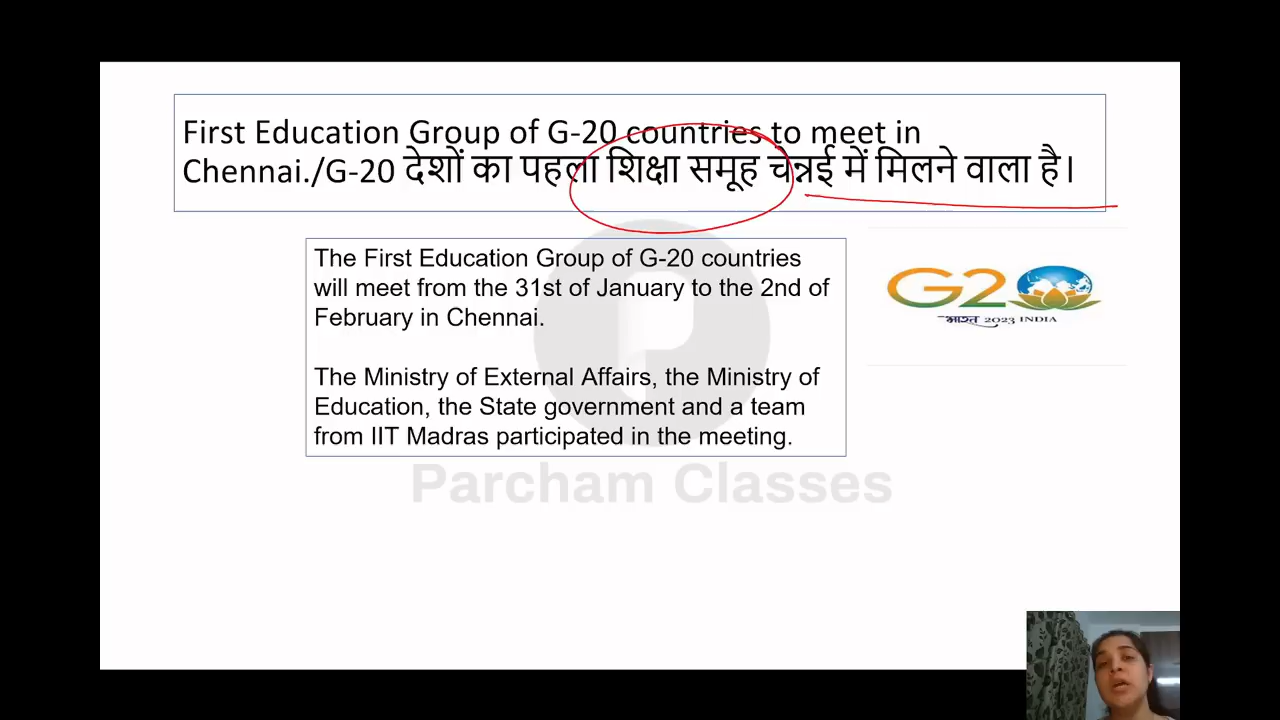 First Education Group of G-20 countries to meet in
Chennai./G-20 देशों का पहला शिक्षा समूह चेन्नई में मिलने वाला है।
The First Education Group of G-20 countries
will meet from the 31st of January to the 2nd of
February in Chennai.
The Ministry of External Affairs, the Ministry of
Education, the State government and a team
from IIT Madras participated in the meeting.
G20
भारत 2023 INDIA
Parcham Classes